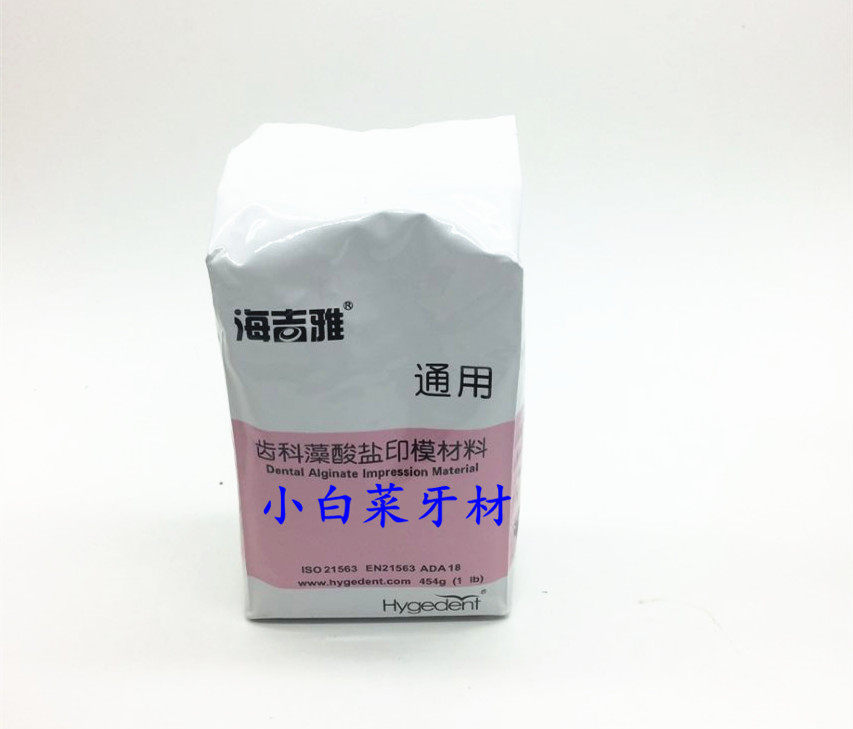 海吉雅®
通用
齿科藻酸盐印模材料
Dental Alginate Impression Material
小白菜牙材
ISO 21563 EN21563 ADA 18
www.hygedent.com 454g (1 ib)
Hygedent®